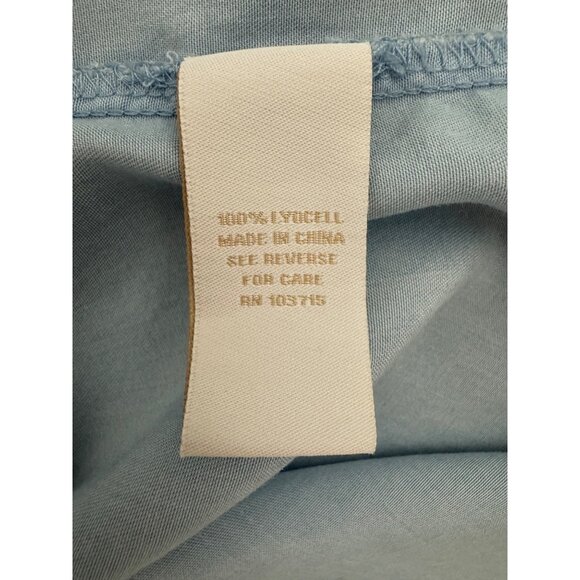 100% LYOCELL
MADE IN CHINA
SEE REVERSE
FOR CARE
RN 103715